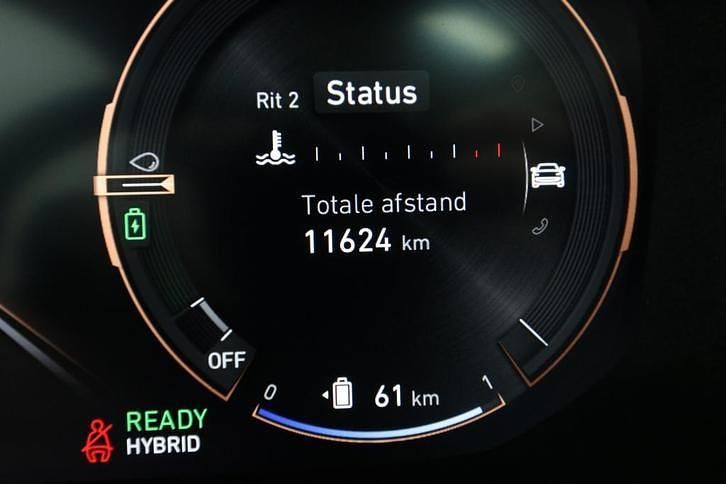 Rit 2 Status
Totale afstand
11624 km
OFF
0 61 km 1
READY
HYBRID